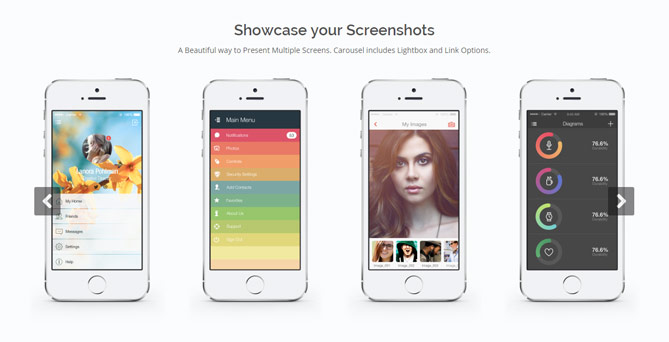 Showcase your Screenshots
A Beautiful way to Present Multiple Screens. Carousel includes Lightbox and Link Options.
My Home
Friends
Messages
Settings
Help
Main Menu
Notifications
Photos
Contacts
Security Settings
Add Contacts
Favorites
About Us
Support
Sign Out
My Images
Diagrams
76.6%
76.6%
76.6%
76.6%